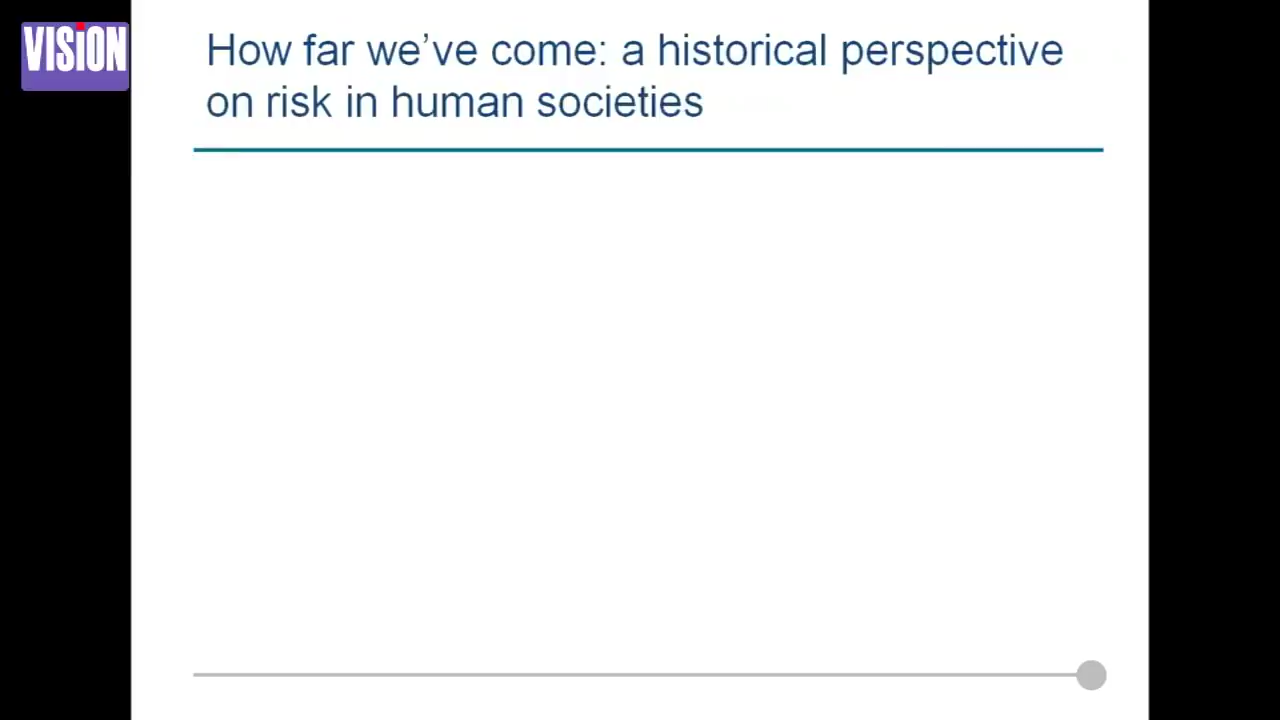 VISION
How far we’ve come: a historical perspective
on risk in human societies